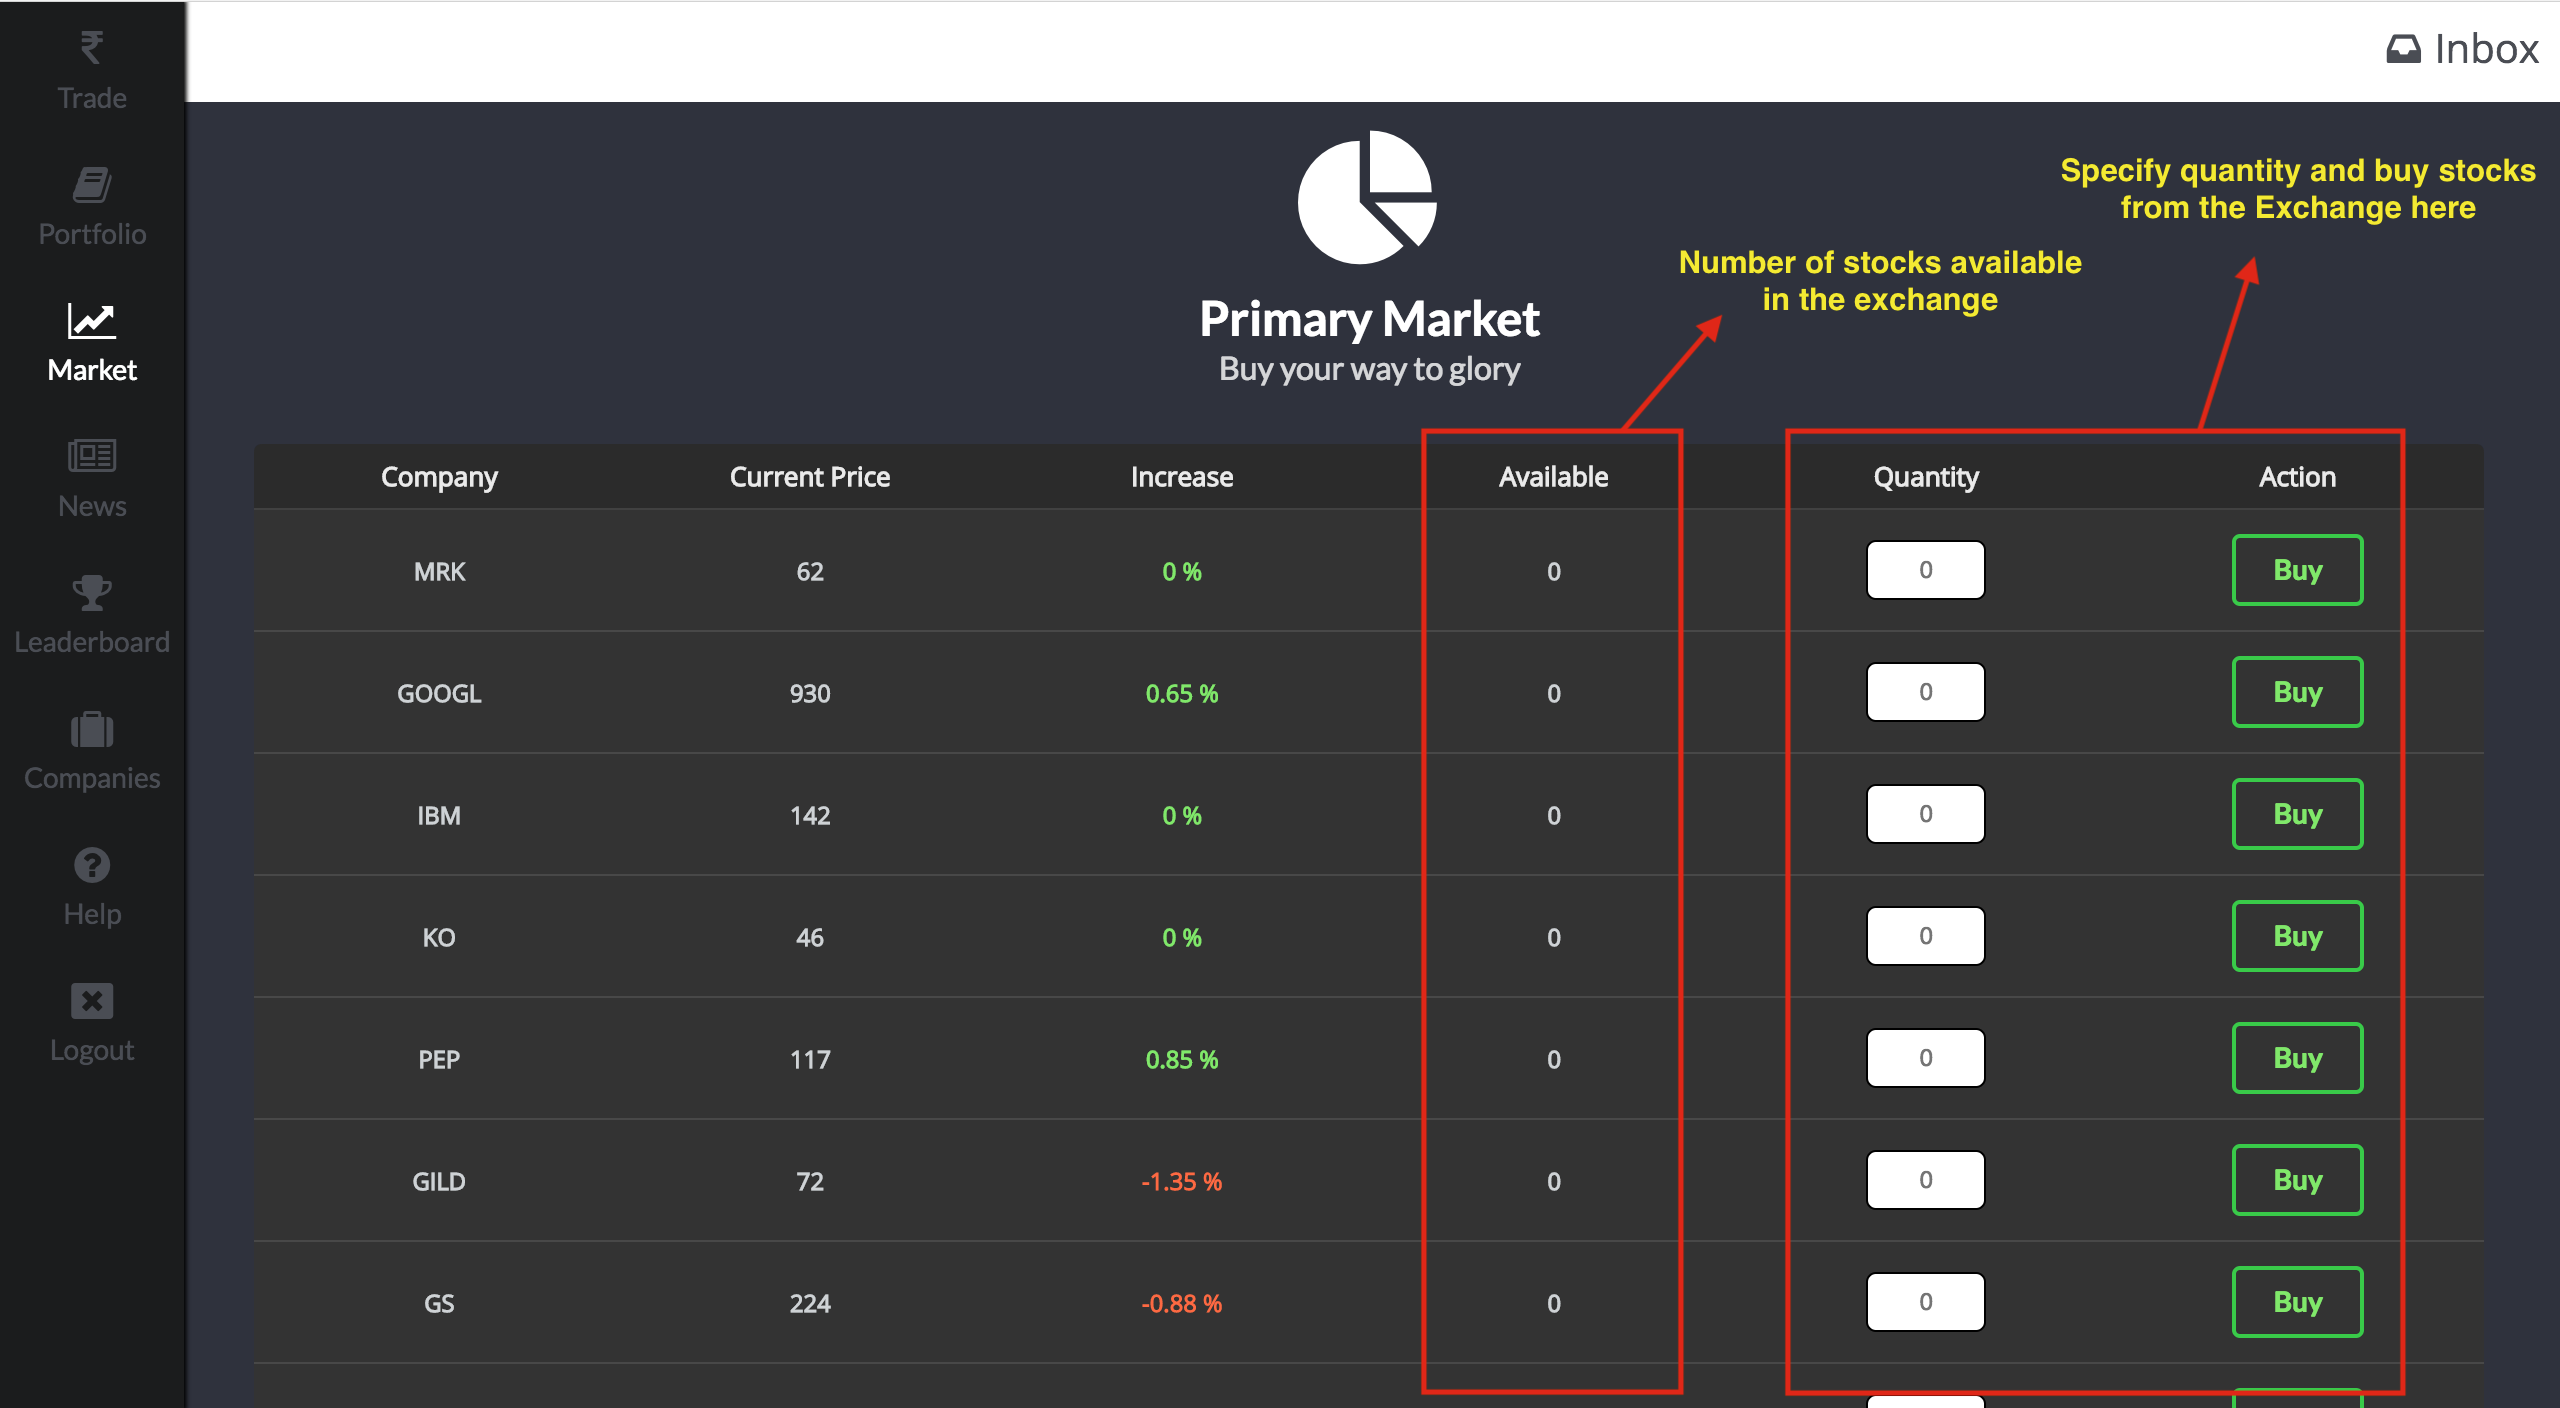 Trade
Portfolio
Market
News
Leaderboard
Companies
Help
Logout
Inbox
Specify quantity and buy stocks
from the Exchange here
Number of stocks available
in the exchange
Primary Market
Buy your way to glory
Company Current Price Increase Available Quantity Action
MRK 62 0 % 0 0 Buy
GOOGL 930 0.65 % 0 0 Buy
IBM 142 0 % 0 0 Buy
KO 46 0 % 0 0 Buy
PEP 117 0.85 % 0 0 Buy
GILD 72 -1.35 % 0 0 Buy
GS 224 -0.88 % 0 0 Buy